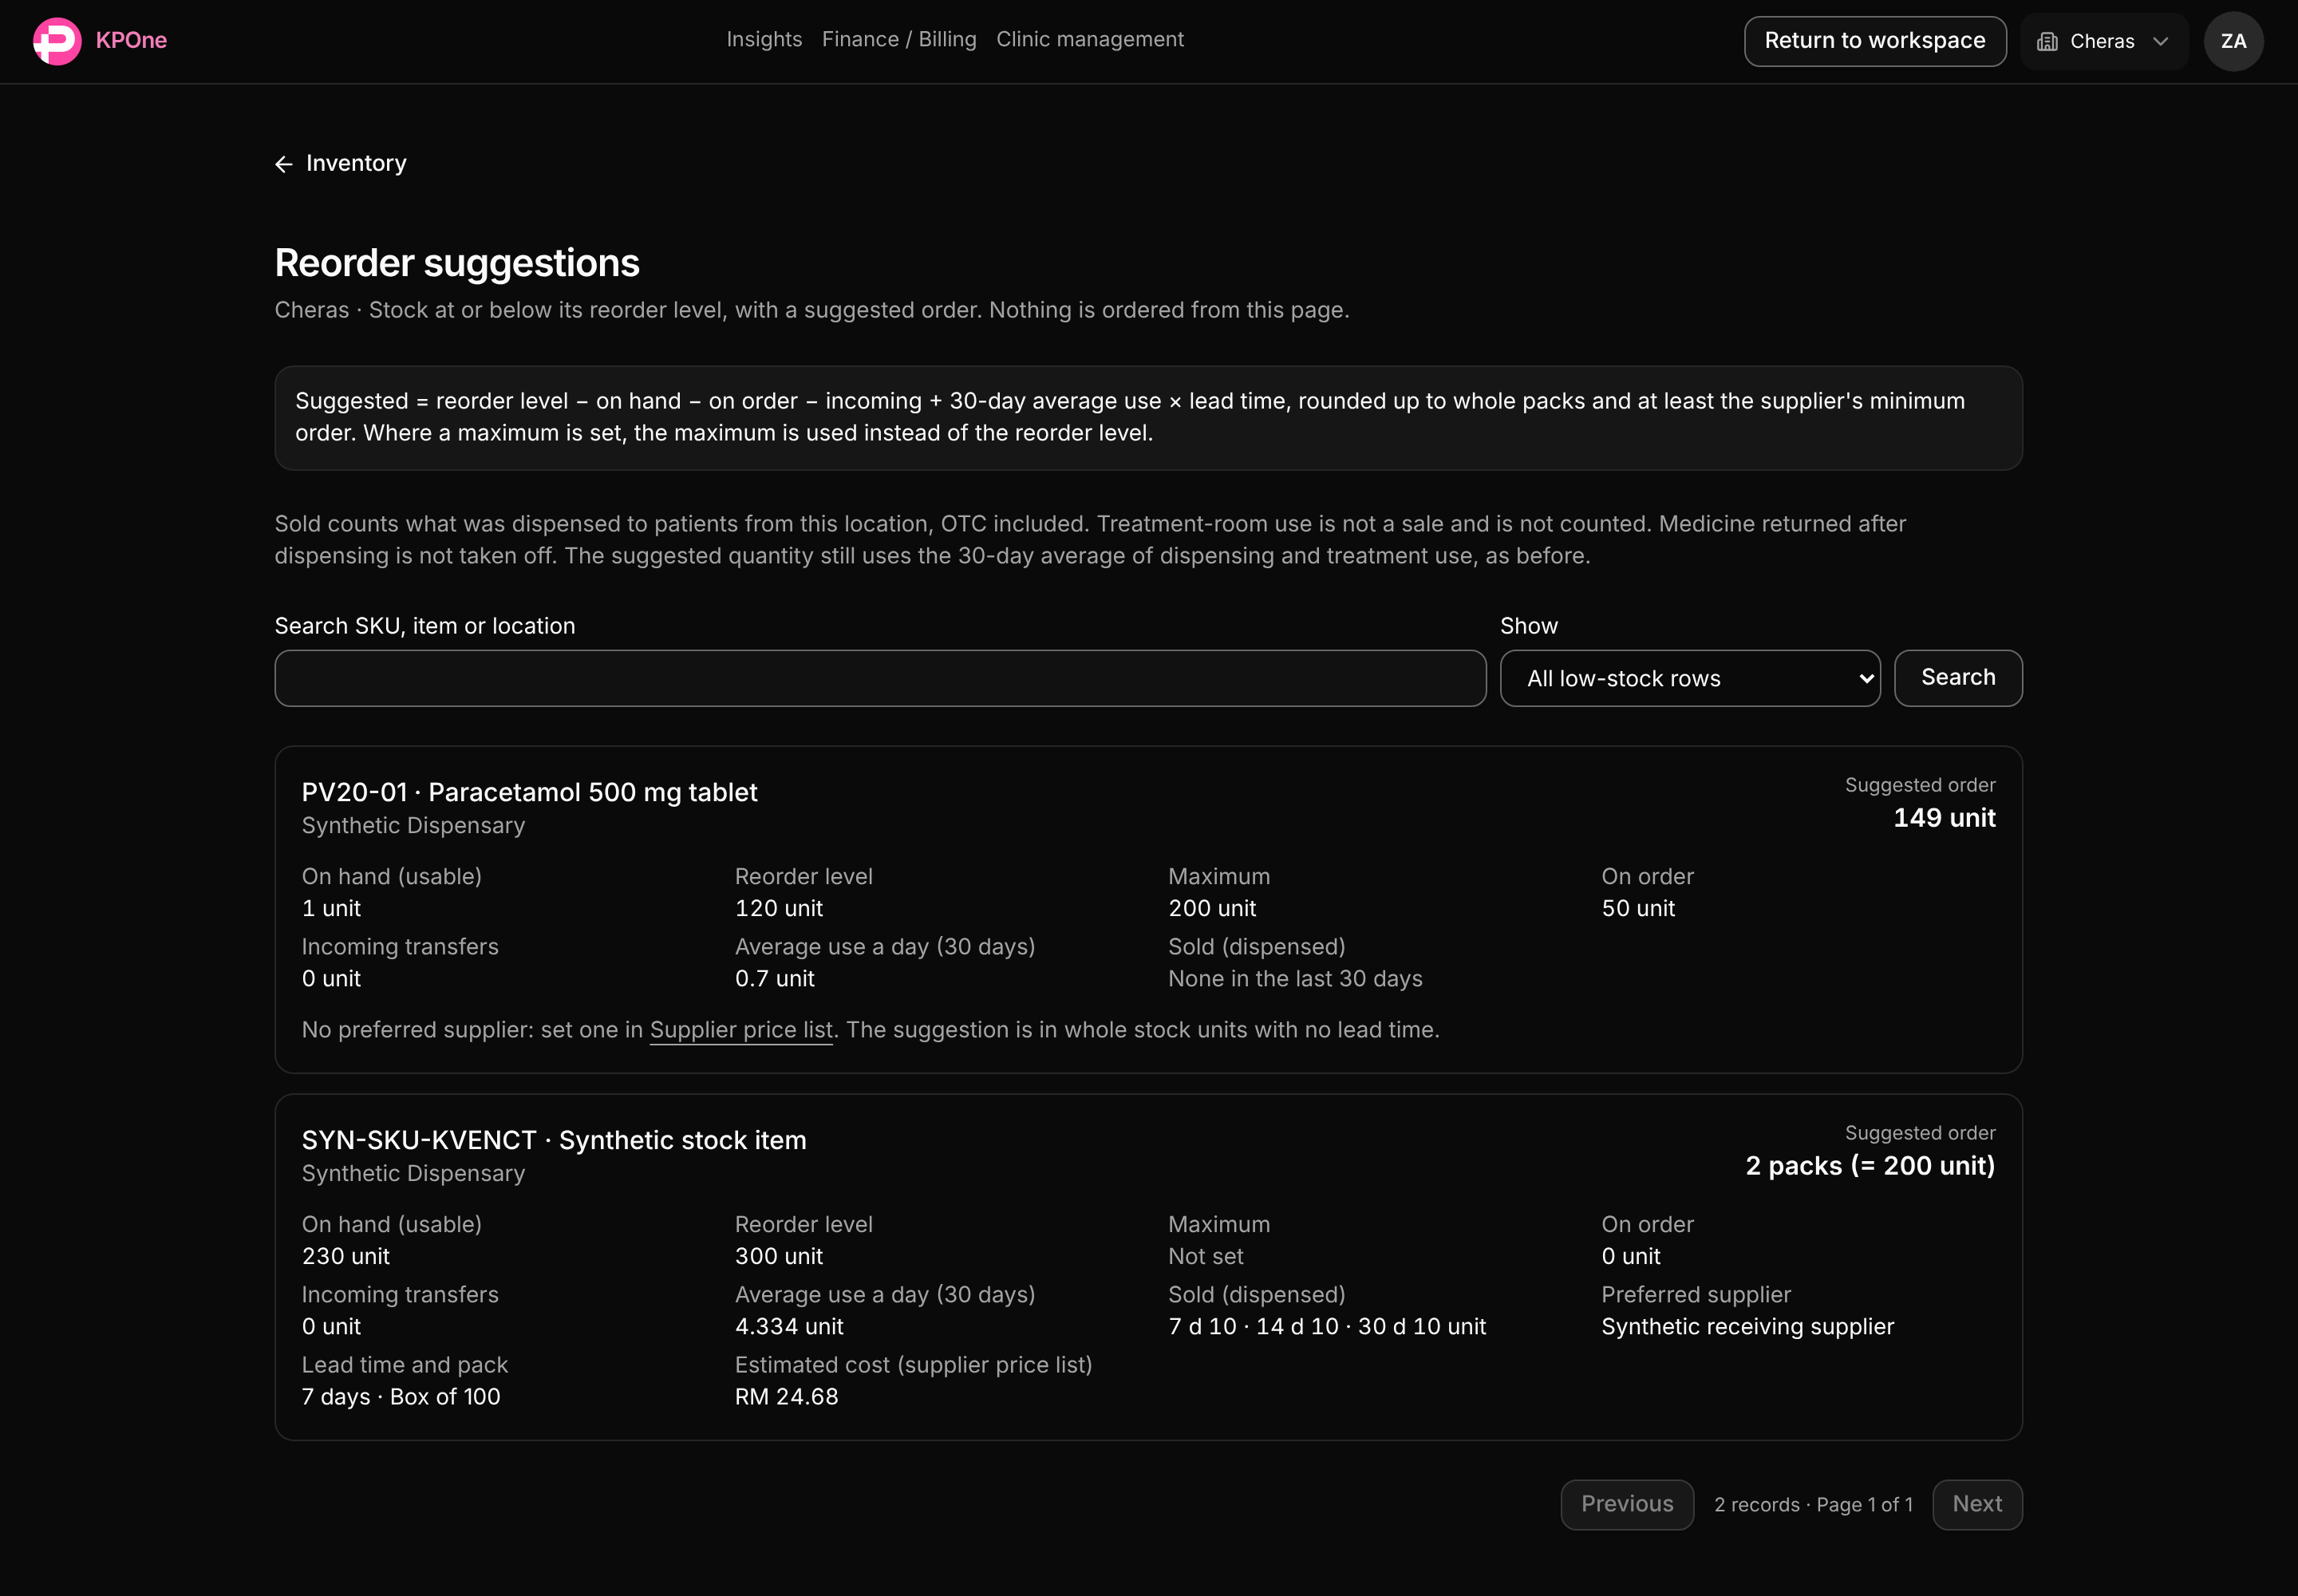 KPOne
Insights Finance / Billing Clinic management
Return to workspace
Cheras
ZA
Inventory
Reorder suggestions
Cheras · Stock at or below its reorder level, with a suggested order. Nothing is ordered from this page.
Suggested = reorder level − on hand − on order − incoming + 30-day average use × lead time, rounded up to whole packs and at least the supplier's minimum
order. Where a maximum is set, the maximum is used instead of the reorder level.
Sold counts what was dispensed to patients from this location, OTC included. Treatment-room use is not a sale and is not counted. Medicine returned after
dispensing is not taken off. The suggested quantity still uses the 30-day average of dispensing and treatment use, as before.
Search SKU, item or location
Show
All low-stock rows
Search
PV20-01 · Paracetamol 500 mg tablet
Synthetic Dispensary
Suggested order
149 unit
On hand (usable) Reorder level Maximum On order
1 unit 120 unit 200 unit 50 unit
Incoming transfers Average use a day (30 days) Sold (dispensed)
0 unit 0.7 unit None in the last 30 days
No preferred supplier: set one in Supplier price list. The suggestion is in whole stock units with no lead time.
SYN-SKU-KVENCT · Synthetic stock item
Synthetic Dispensary
Suggested order
2 packs (= 200 unit)
On hand (usable) Reorder level Maximum On order
230 unit 300 unit Not set 0 unit
Incoming transfers Average use a day (30 days) Sold (dispensed) Preferred supplier
0 unit 4.334 unit 7 d 10 · 14 d 10 · 30 d 10 unit Synthetic receiving supplier
Lead time and pack Estimated cost (supplier price list)
7 days · Box of 100 RM 24.68
Previous 2 records · Page 1 of 1 Next